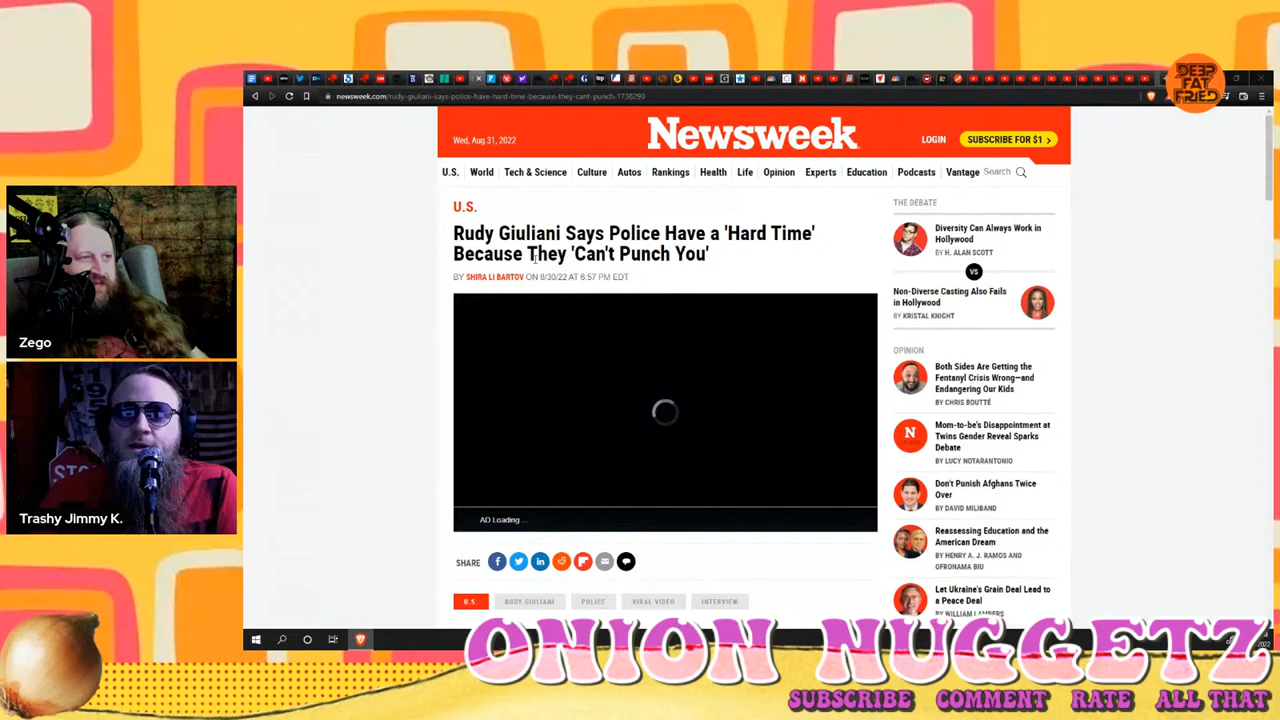 DEEP
FAT
FRIED
newsweek.com/rudy-giuliani-says-police-have-hard-time-because-they-cant-punch-1738290
Wed, Aug 31, 2022
Newsweek
LOGIN
SUBSCRIBE FOR $1 >
U.S. World Tech & Science Culture Autos Rankings Health Life Opinion Experts Education Podcasts Vantage Search
U.S.
Rudy Giuliani Says Police Have a 'Hard Time'
Because They 'Can't Punch You'
BY SHIRA LI BARTOV ON 8/30/22 AT 6:57 PM EDT
AD Loading ...
SHARE
U.S. RUDY GIULIANI POLICE VIRAL VIDEO INTERVIEW
THE DEBATE
Diversity Can Always Work in
Hollywood
BY H. ALAN SCOTT
VS
Non-Diverse Casting Also Fails
in Hollywood
BY KRISTAL KNIGHT
OPINION
Both Sides Are Getting the
Fentanyl Crisis Wrong—and
Endangering Our Kids
BY CHRIS BOUTTÉ
N
Mom-to-be's Disappointment at
Twins Gender Reveal Sparks
Debate
BY LUCY NOTARANTONIO
Don't Punish Afghans Twice
Over
BY DAVID MILIBAND
Reassessing Education and the
American Dream
BY HENRY A. J. RAMOS AND
OFRONAMA BIU
Let Ukraine's Grain Deal Lead to
a Peace Deal
BY WILLIAM LAMBERS
Zego
STOP
Trashy Jimmy K.
ONION NUGGETZ
SUBSCRIBE COMMENT RATE ALL THAT